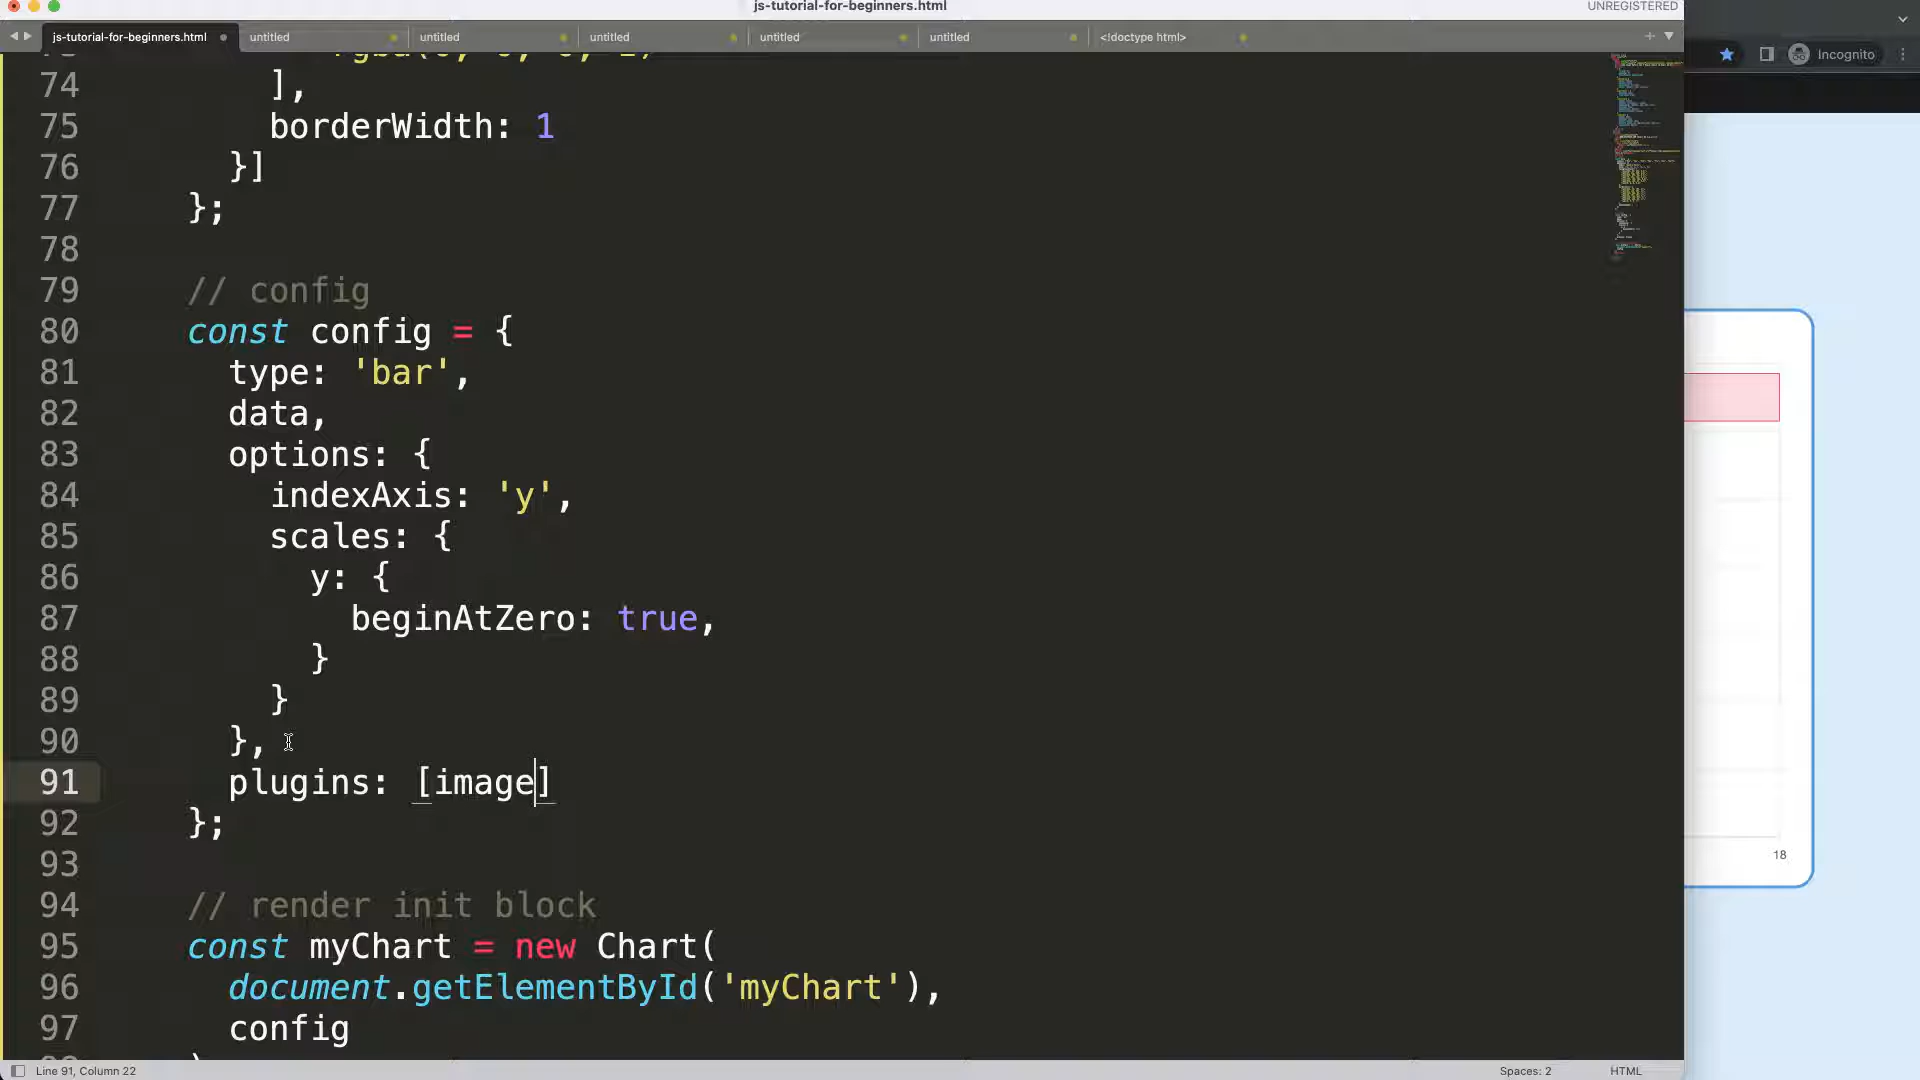 js-tutorial-for-beginners.html
UNREGISTERED
js-tutorial-for-beginners.html
untitled
untitled
untitled
untitled
untitled
<!doctype html>
Incognito
74 ],
75 borderWidth: 1
76 }]
77 };
78
79 // config
80 const config = {
81 type: 'bar',
82 data,
83 options: {
84 indexAxis: 'y',
85 scales: {
86 y: {
87 beginAtZero: true,
88 }
89 }
90 },
91 plugins: [image]
92 };
93
94 // render init block
95 const myChart = new Chart(
96 document.getElementById('myChart'),
97 config
18
Line 91, Column 22
Spaces: 2
HTML